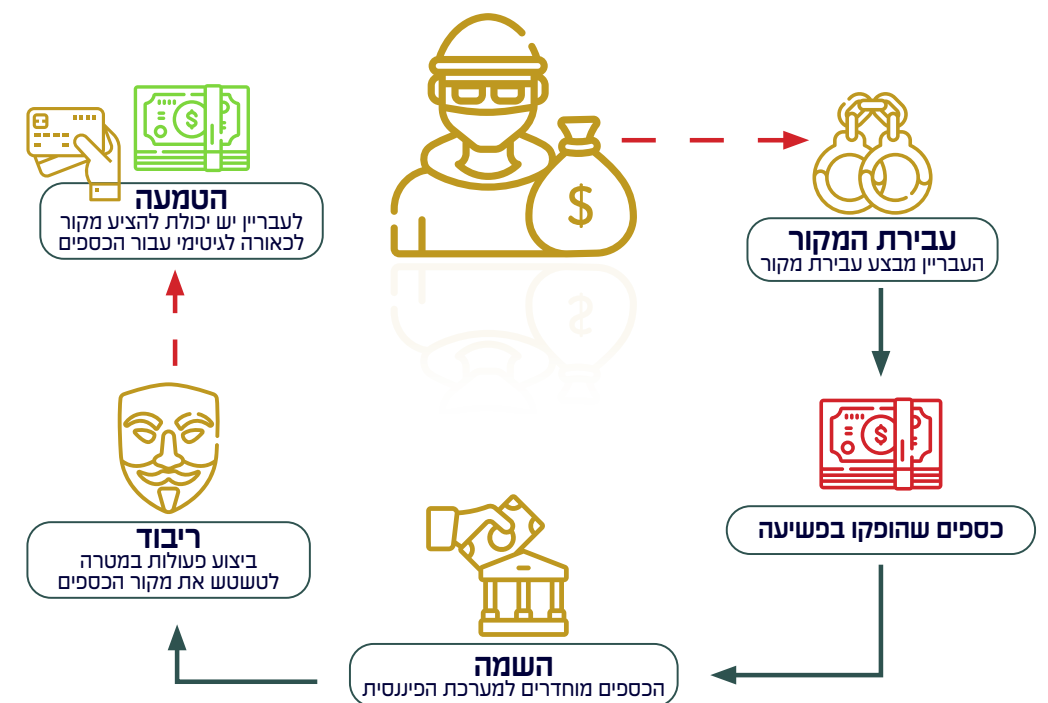 עבירת המקור
העבריין מבצע עבירת מקור
כספים שהופקו בפשיעה
השמה
הכספים מוחדרים למערכת הפיננסית
ריבוד
ביצוע פעולות במטרה
לטשטש את מקור הכספים
הטמעה
לעבריין יש יכולת להציע מקור
לכאורה לגיטימי עבור הכספים